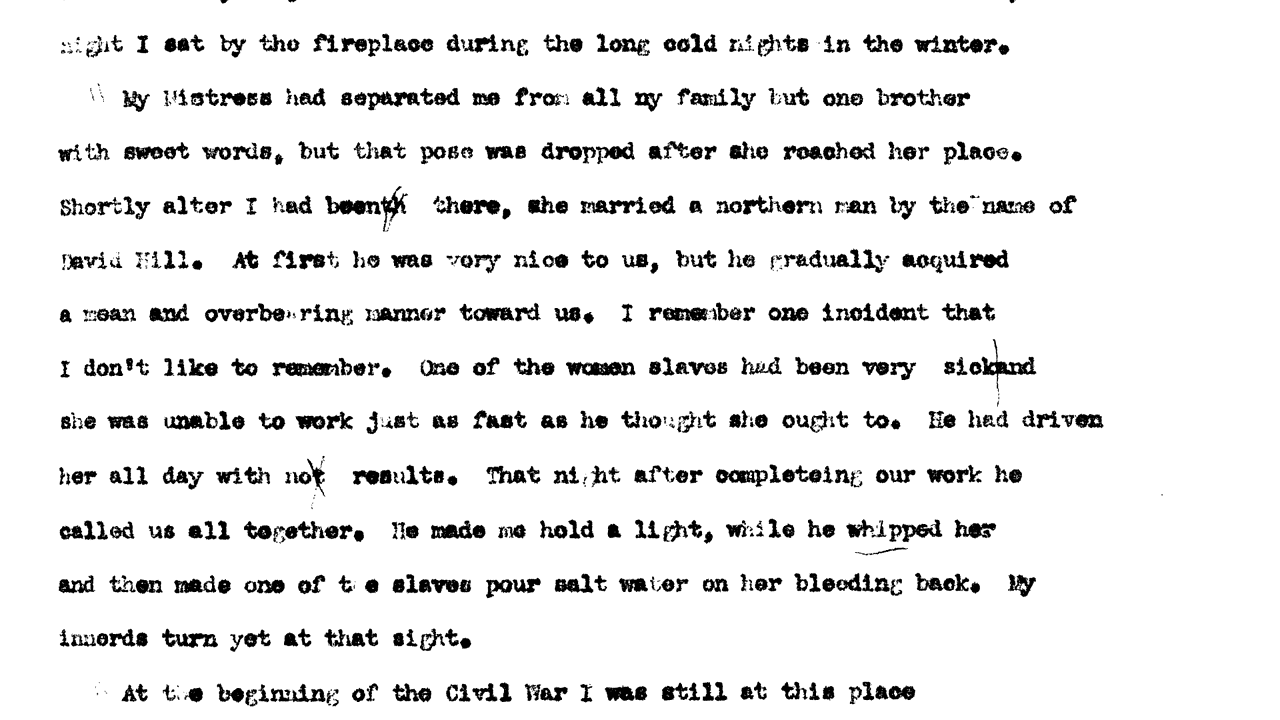 night I sat by the fireplace during the long cold nights in the winter.
" My Mistress had separated me from all my family but one brother
with sweet words, but that pose was dropped after she reached her place.
Shortly alter I had been there, she married a northern man by the name of
David Hill. At first he was very nice to us, but he gradually acquired
a mean and overbearing manner toward us. I remember one incident that
I don't like to remember. One of the women slaves had been very sick|and
she was unable to work just as fast as he thought she ought to. He had driven
her all day with no results. That night after completeing our work he
called us all together. He made me hold a light, while he whipped her
and then made one of the slaves pour salt water on her bleeding back. My
innerds turn yet at that sight.
" At the beginning of the Civil War I was still at this place